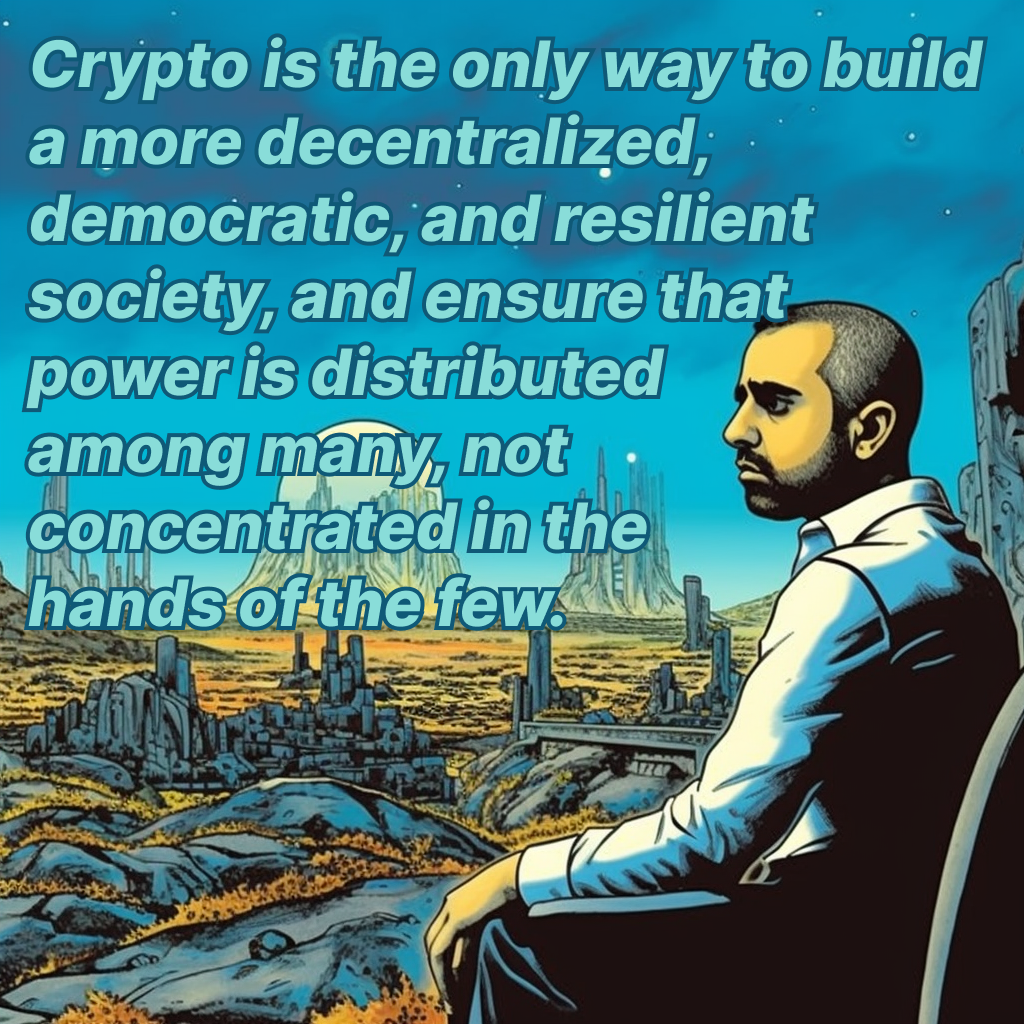 Crypto is the only way to build
a more decentralized,
democratic, and resilient
society, and ensure that
power is distributed
among many, not
concentrated in the
hands of the few.